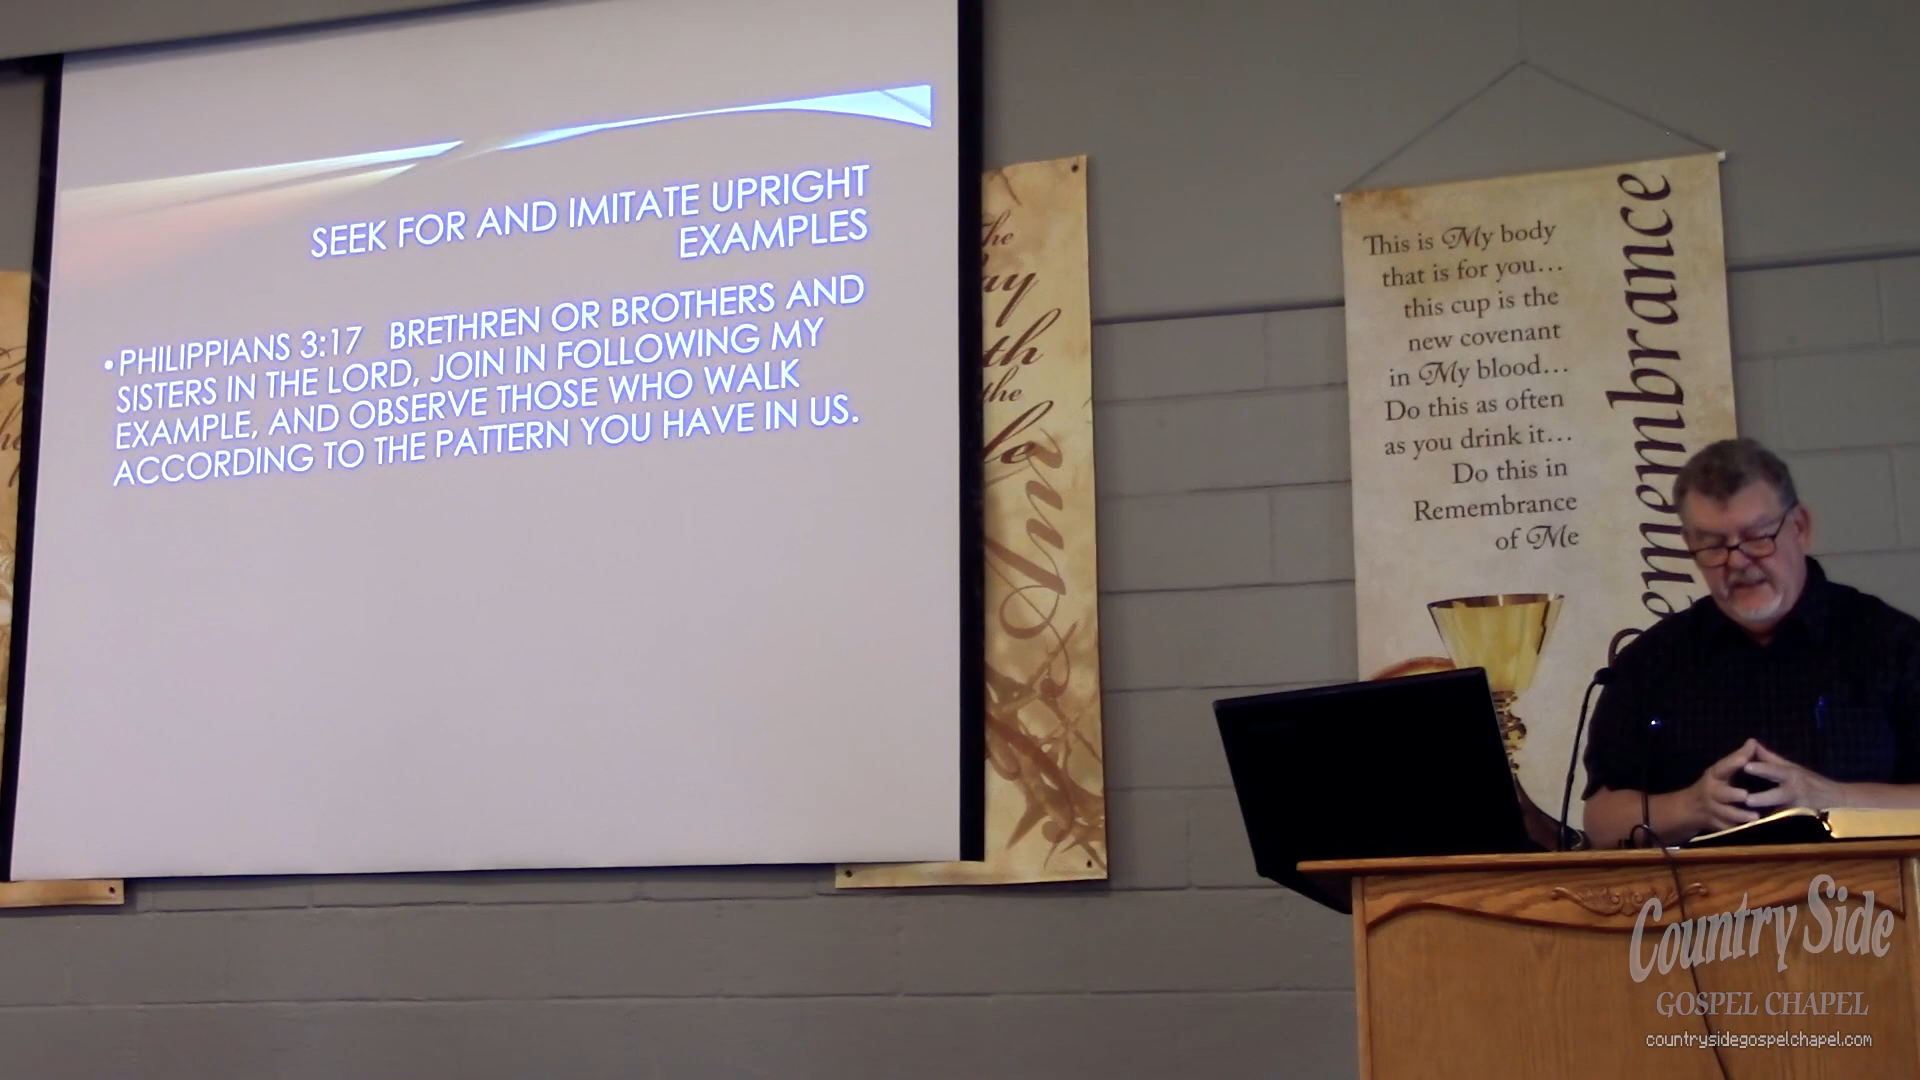 SEEK FOR AND IMITATE UPRIGHT
EXAMPLES
•PHILIPPIANS 3:17 BRETHREN OR BROTHERS AND
SISTERS IN THE LORD, JOIN IN FOLLOWING MY
EXAMPLE, AND OBSERVE THOSE WHO WALK
ACCORDING TO THE PATTERN YOU HAVE IN US.
the
This is My body
that is for you...
this cup is the
new covenant
in My blood...
Do this as often
as you drink it...
Do this in
Remembrance
of Me
Remembrance
Country Side
GOSPEL CHAPEL
countrysidegospelchapel.com